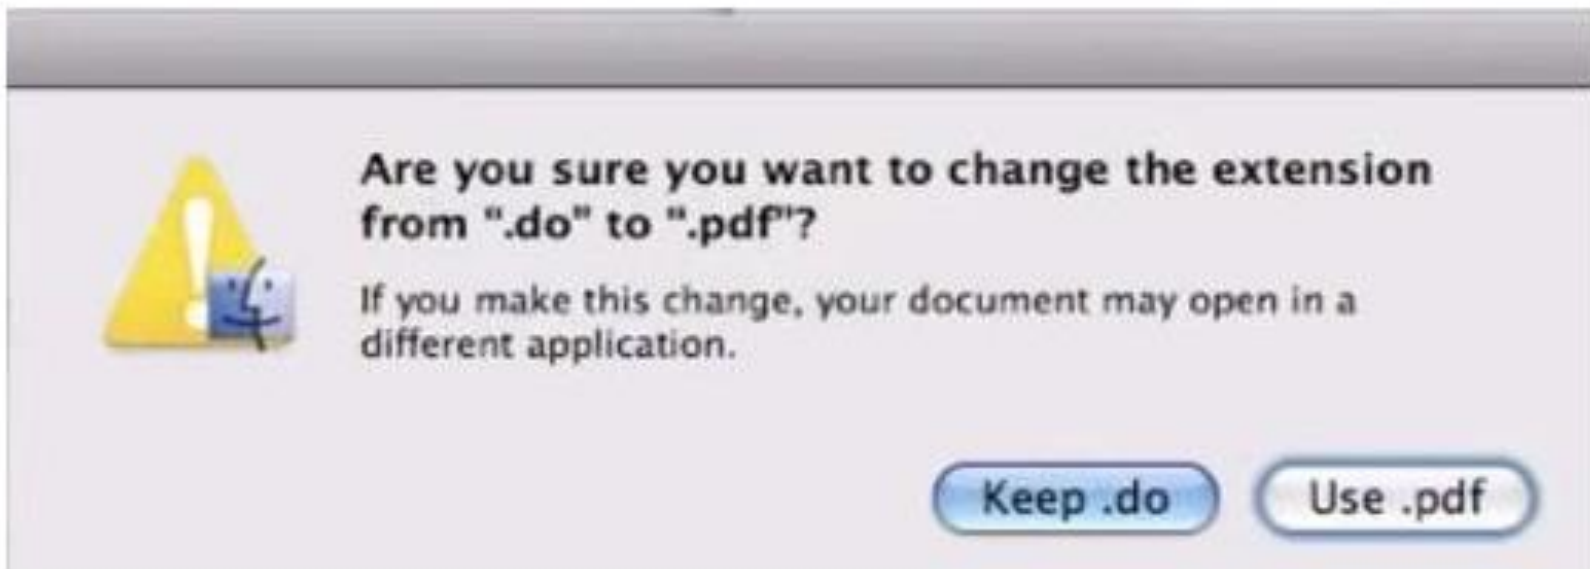 Are you sure you want to change the extension
from “.do” to “.pdf”?
If you make this change, your document may open in a
different application.
Keep .do
Use .pdf